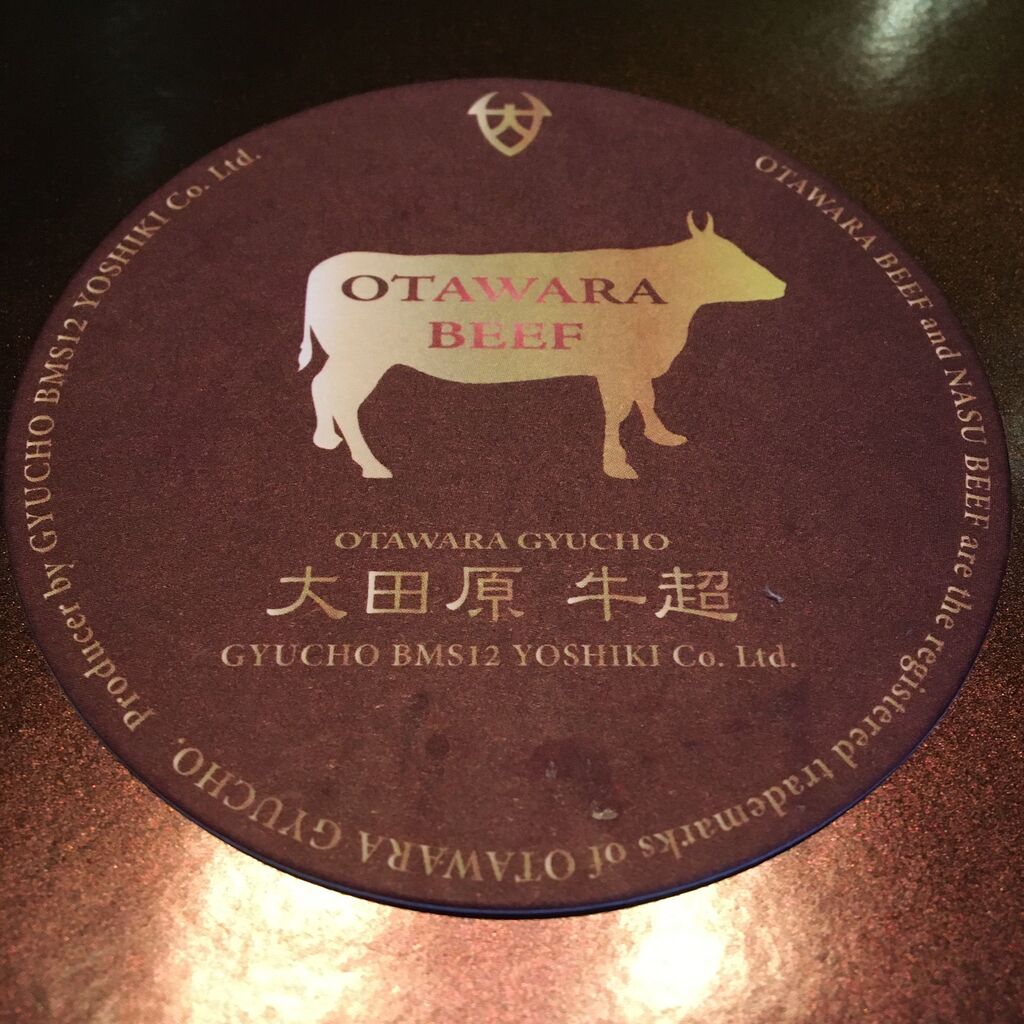 OTAWARA
BEEF
OTAWARA GYUCHO
大田原 牛超
GYUCHO BMS12 YOSHIKI Co. Ltd.
OTAWARA BEEF and NASU BEEF are the registered trademarks of OTAWARA GYUCHO. Producer by GYUCHO BMS12 YOSHIKI Co. Ltd.